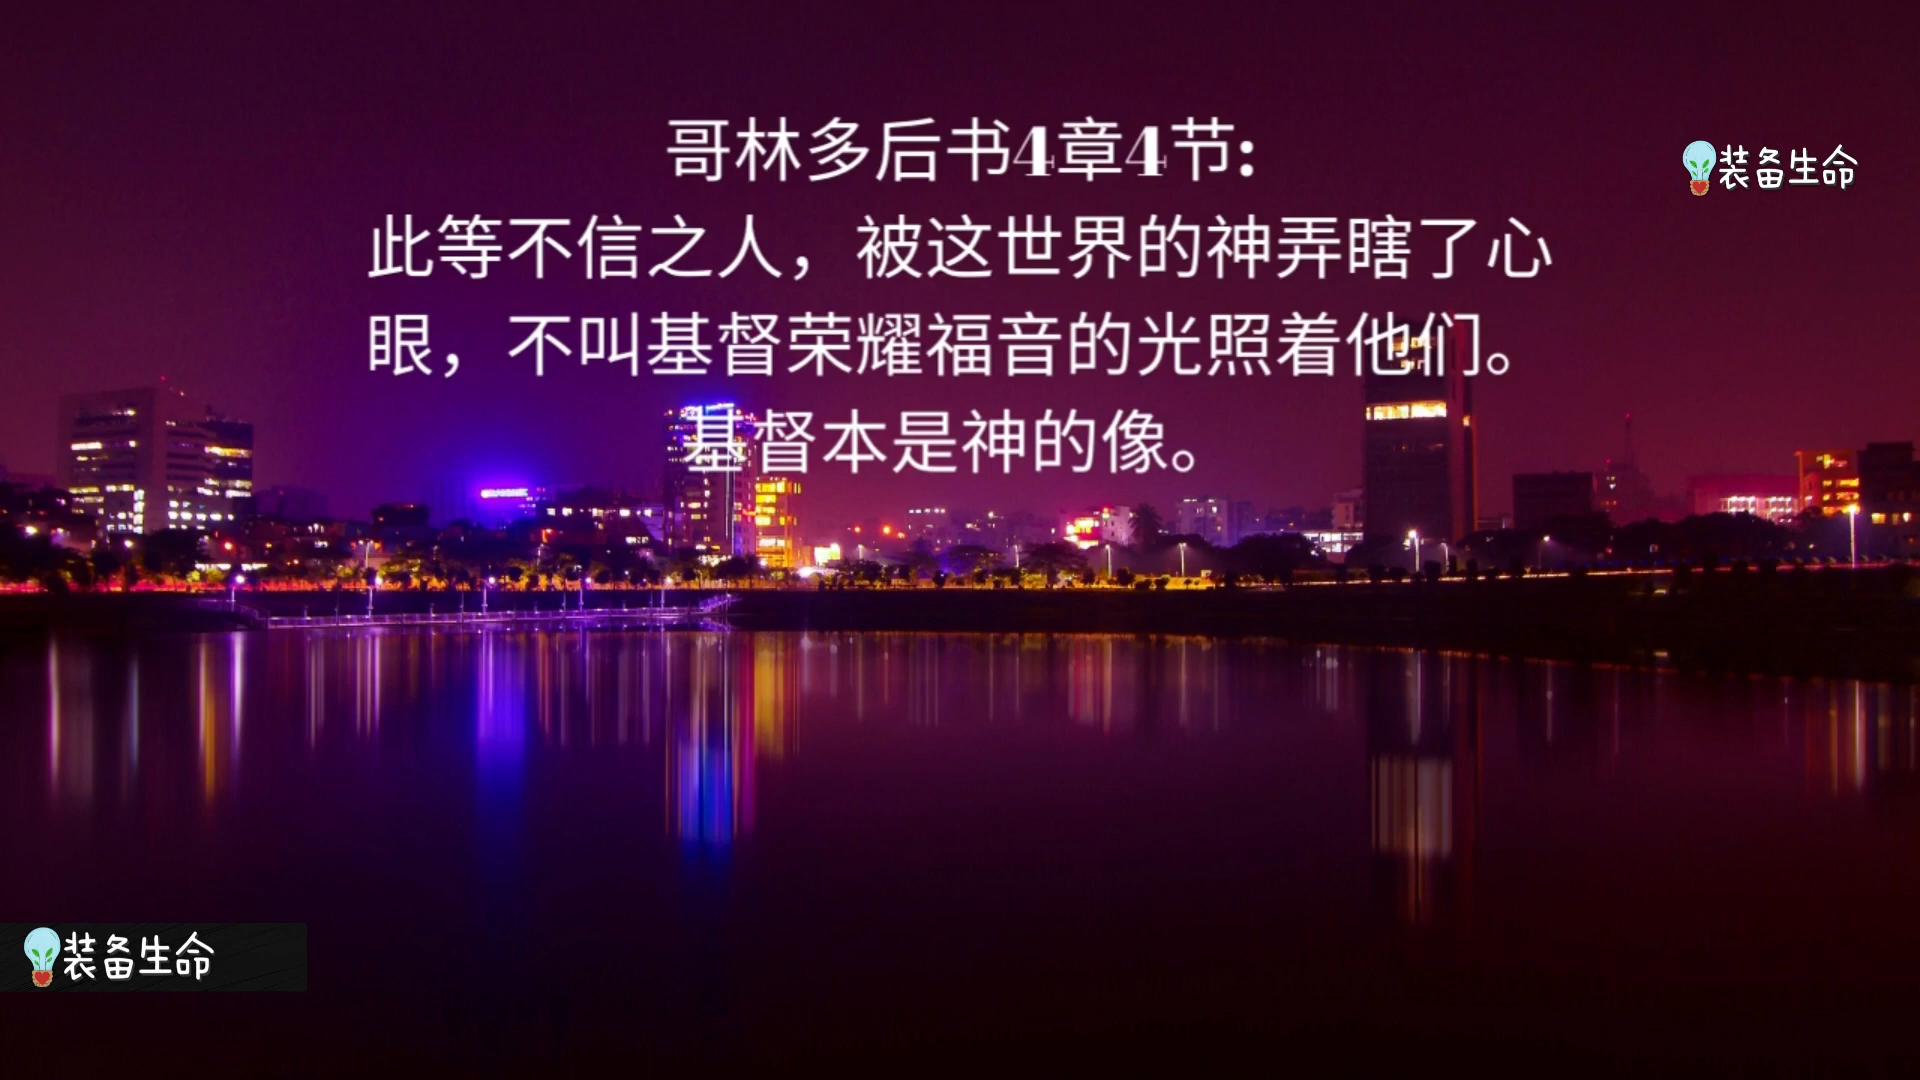 哥林多后书4章4节:
此等不信之人，被这世界的神弄瞎了心
眼，不叫基督荣耀福音的光照着他们。
基督本是神的像。
装备生命
装备生命